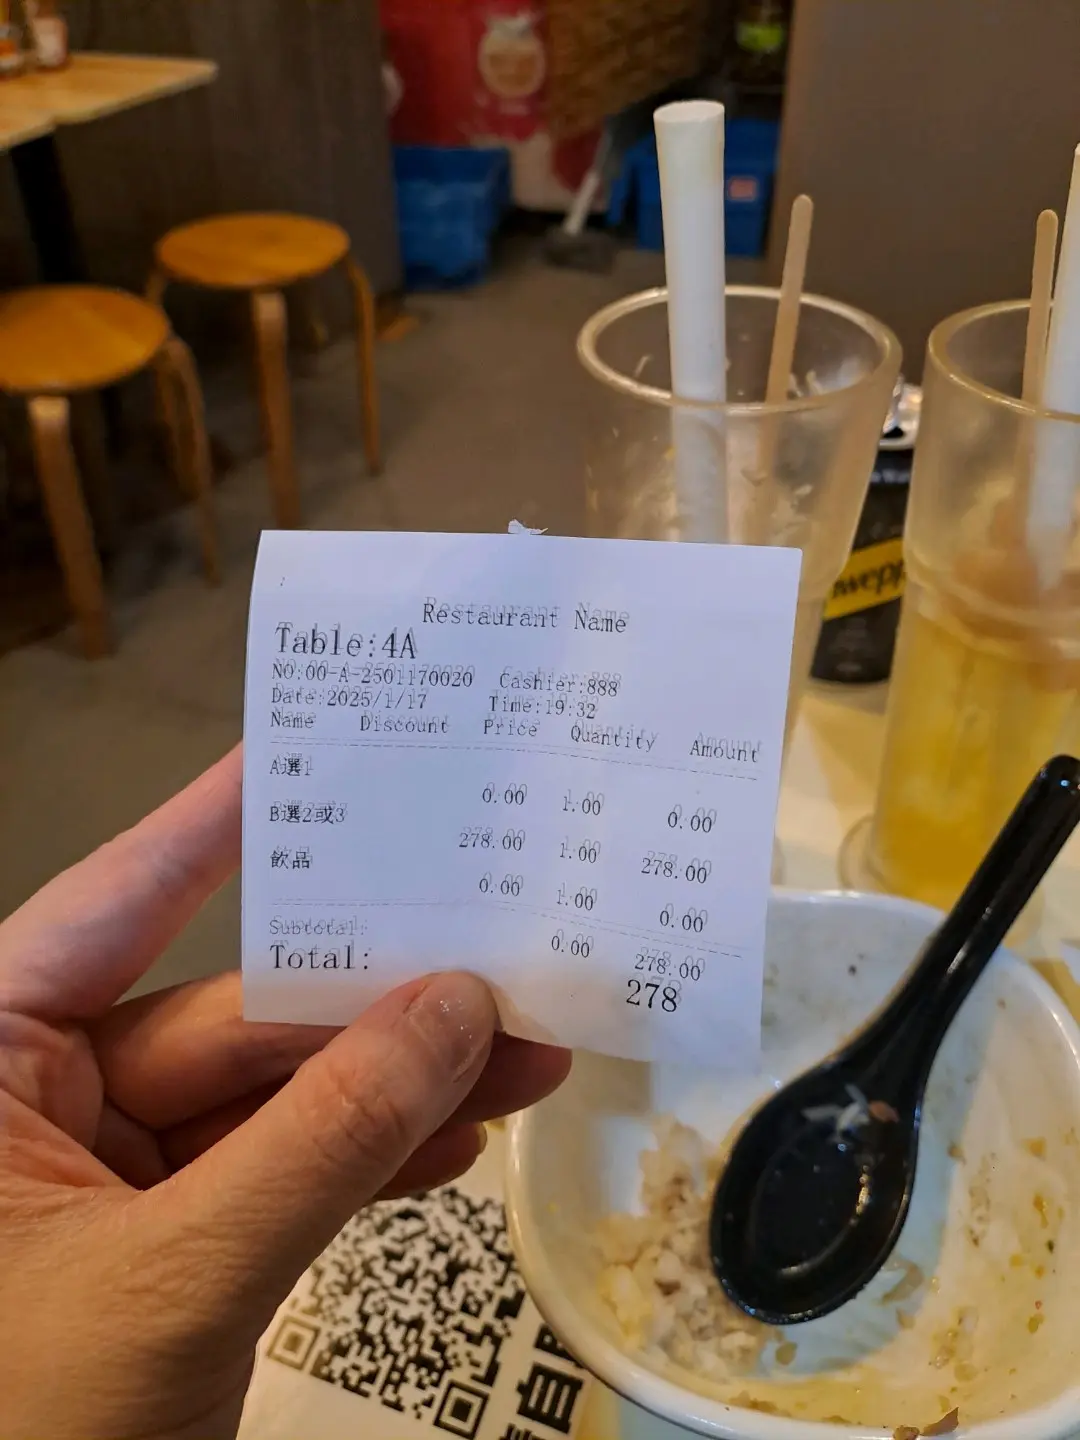 Restaurant Name
Table:4A
NO:00-A-2501170020 Cashier:888
Date:2025/1/17 Time:19:32
Name Discount Price Quantity Amount
A選1
0.00 1.00 0.00
B選2或3
278.00 1.00 278.00
飲品
0.00 1.00 0.00
Subtotal: 0.00 278.00
Total: 278
wepp
自